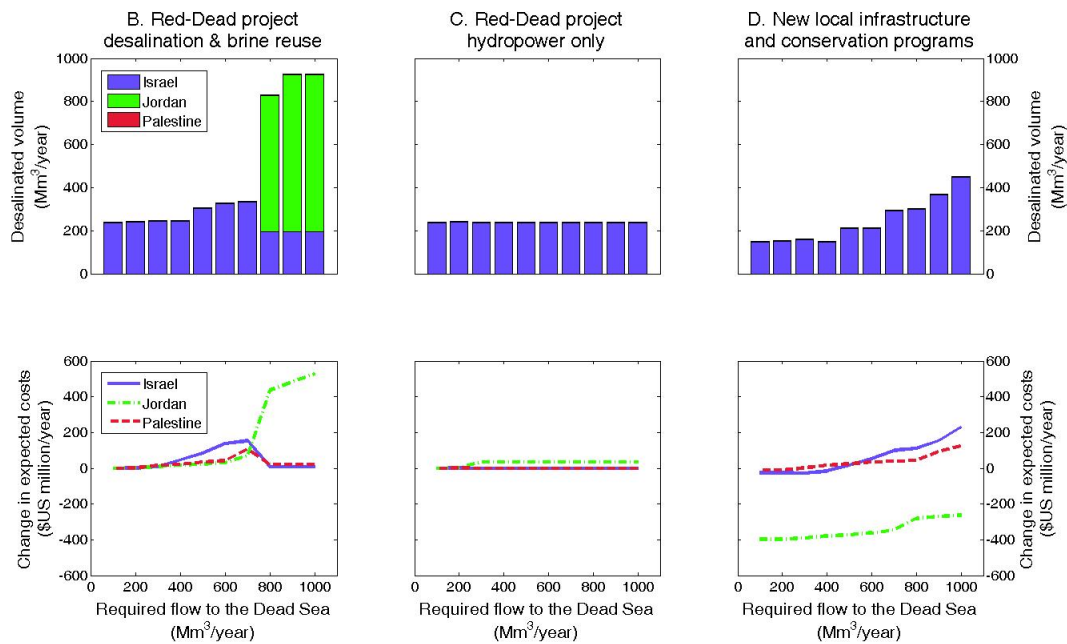 B. Red-Dead project
desalination & brine reuse
C. Red-Dead project
hydropower only
D. New local infrastructure
and conservation programs
1000
800
600
400
200
0
Desalinated volume
(Mm³/year)
Israel
Jordan
Palestine
1000
800
600
400
200
0
Desalinated volume
(Mm³/year)
600
400
200
0
-200
-400
-600
Change in expected costs
($US million/year)
Israel
Jordan
Palestine
600
400
200
0
-200
-400
-600
Change in expected costs
($US million/year)
0 200 400 600 800 1000
Required flow to the Dead Sea
(Mm³/year)
0 200 400 600 800 1000
Required flow to the Dead Sea
(Mm³/year)
0 200 400 600 800 1000
Required flow to the Dead Sea
(Mm³/year)